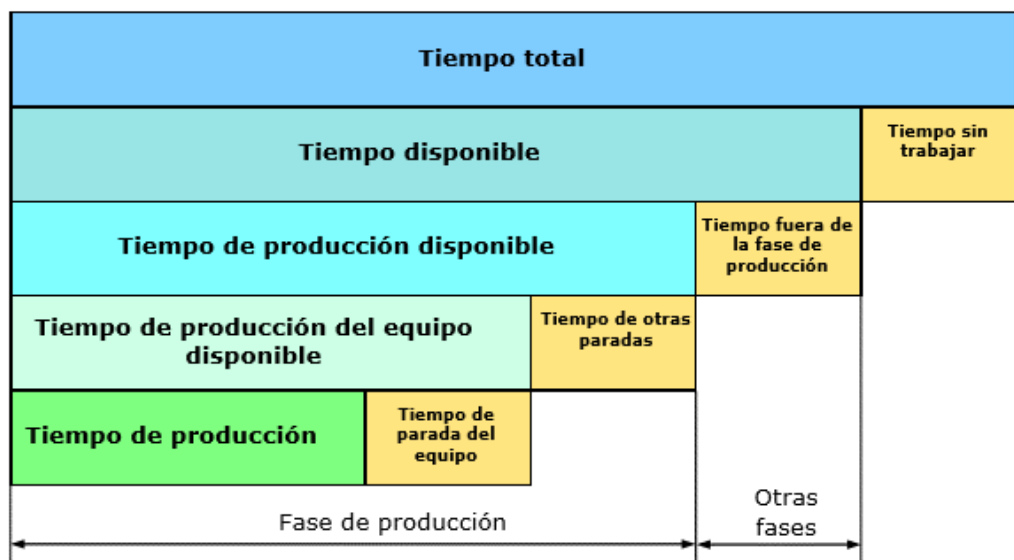 Tiempo total
Tiempo disponible
Tiempo sin
trabajar
Tiempo de producción disponible
Tiempo fuera de
la fase de
producción
Tiempo de producción del equipo
disponible
Tiempo de otras
paradas
Tiempo de producción
Tiempo de
parada del
equipo
Fase de producción
Otras
fases